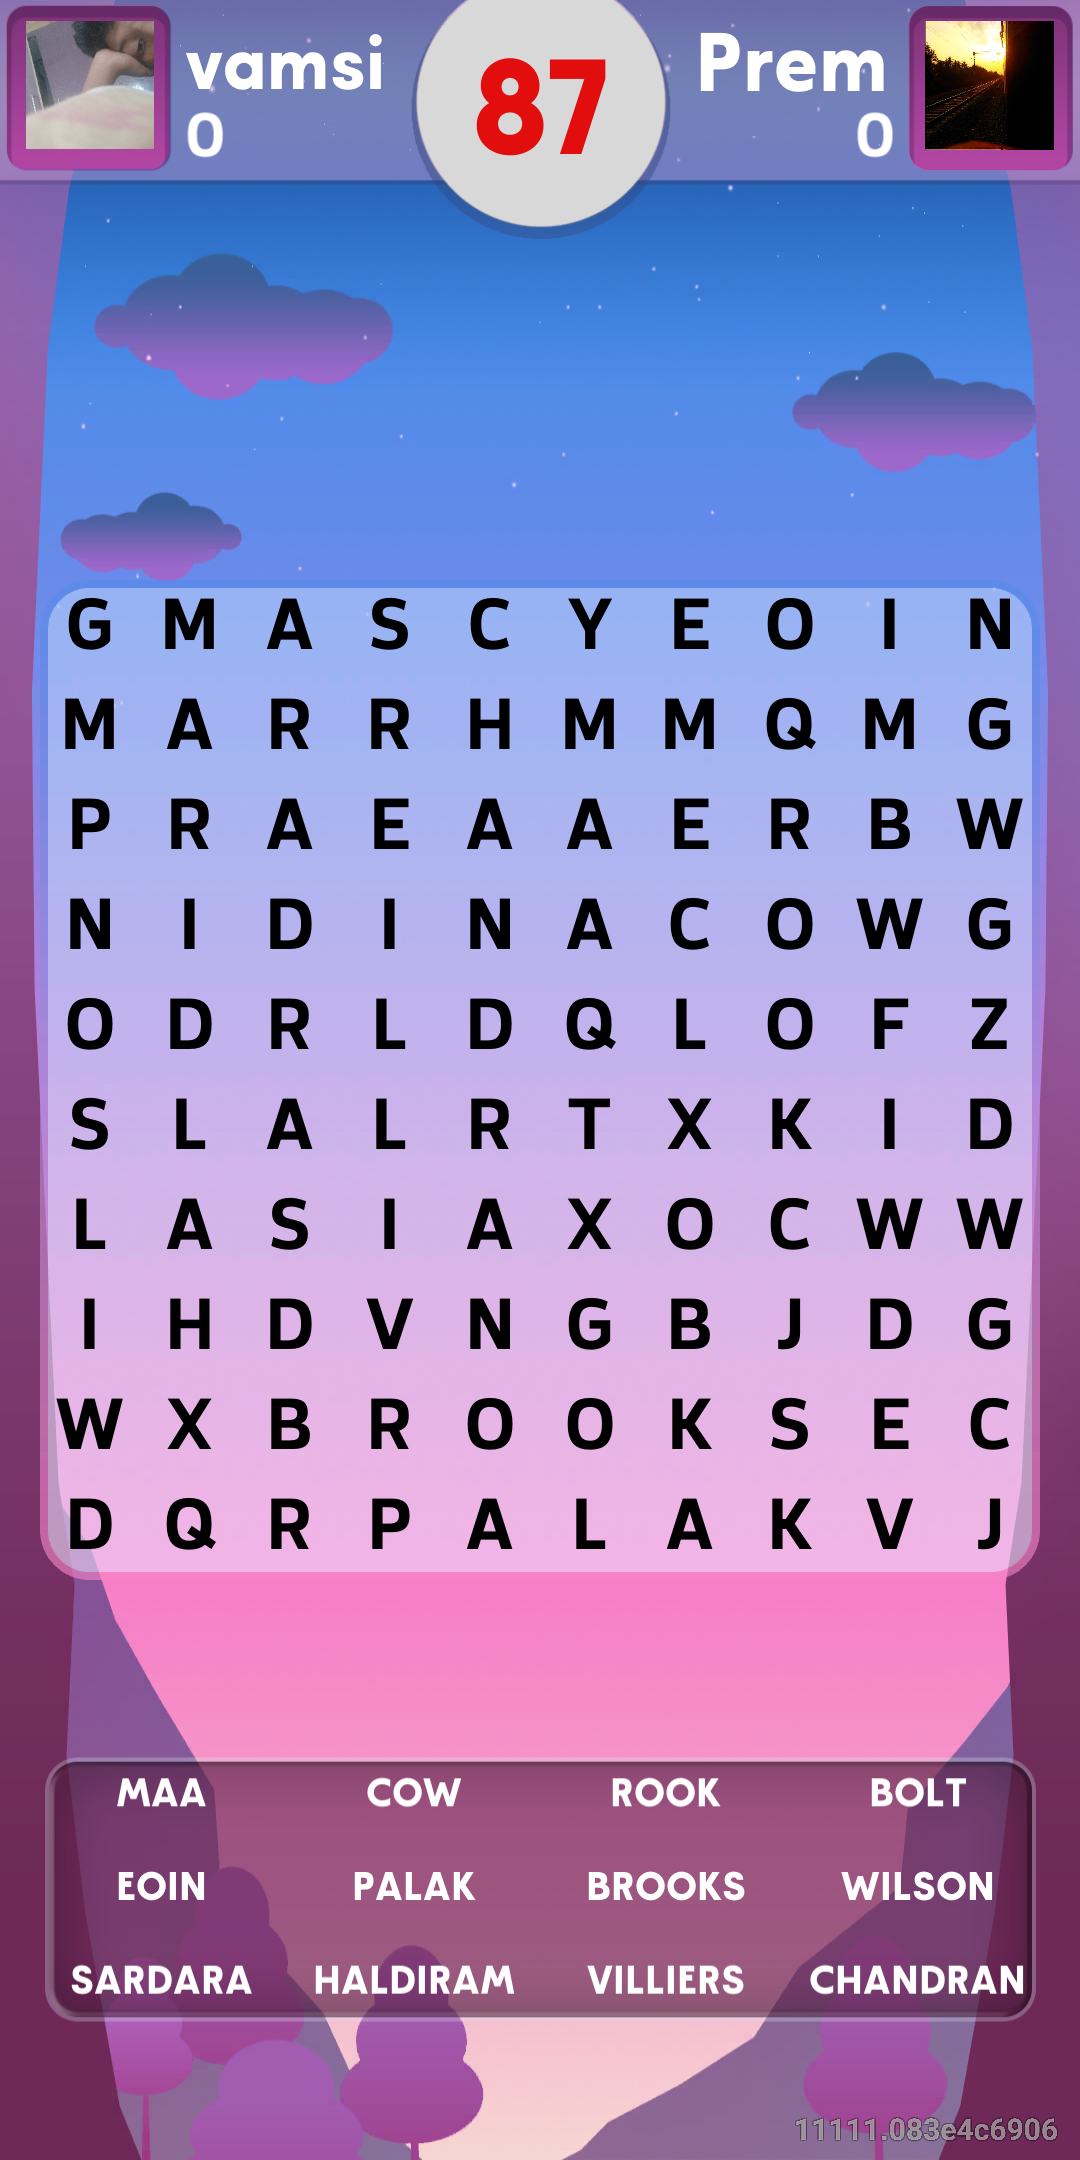 vamsi
0
87
Prem
0
G M A S C Y E O I N
M A R R H M M Q M G
P R A E A A E R B W
N I D I N A C O W G
O D R L D Q L O F Z
S L A L R T X K I D
L A S I A X O C W W
I H D V N G B J D G
W X B R O O K S E C
D Q R P A L A K V J
MAA COW ROOK BOLT
EOIN PALAK BROOKS WILSON
SARDARA HALDIRAM VILLIERS CHANDRAN
11111.083e4c6906